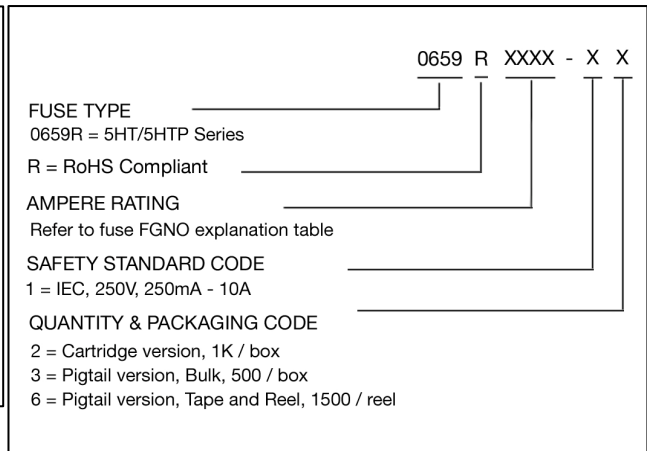 0659 R XXXX - X X
FUSE TYPE
0659R = 5HT/5HTP Series
R = RoHS Compliant
AMPERE RATING
Refer to fuse FGNO explanation table
SAFETY STANDARD CODE
1 = IEC, 250V, 250mA - 10A
QUANTITY & PACKAGING CODE
2 = Cartridge version, 1K / box
3 = Pigtail version, Bulk, 500 / box
6 = Pigtail version, Tape and Reel, 1500 / reel